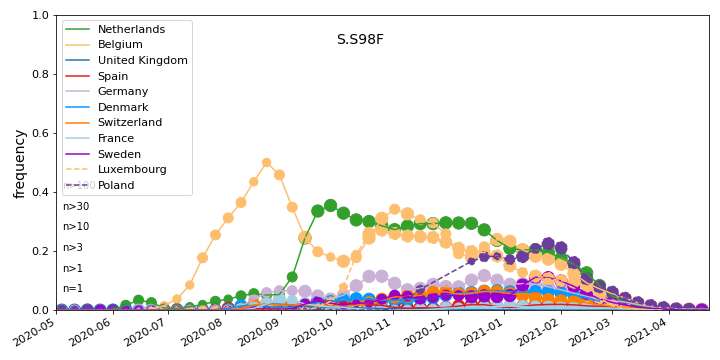 S.S98F
frequency
1.0
0.8
0.6
0.4
0.2
0.0
Netherlands
Belgium
United Kingdom
Spain
Germany
Denmark
Switzerland
France
Sweden
Luxembourg
Poland
n>100
n>30
n>10
n>3
n>1
n=1
2020-05
2020-06
2020-07
2020-08
2020-09
2020-10
2020-11
2020-12
2021-01
2021-02
2021-03
2021-04